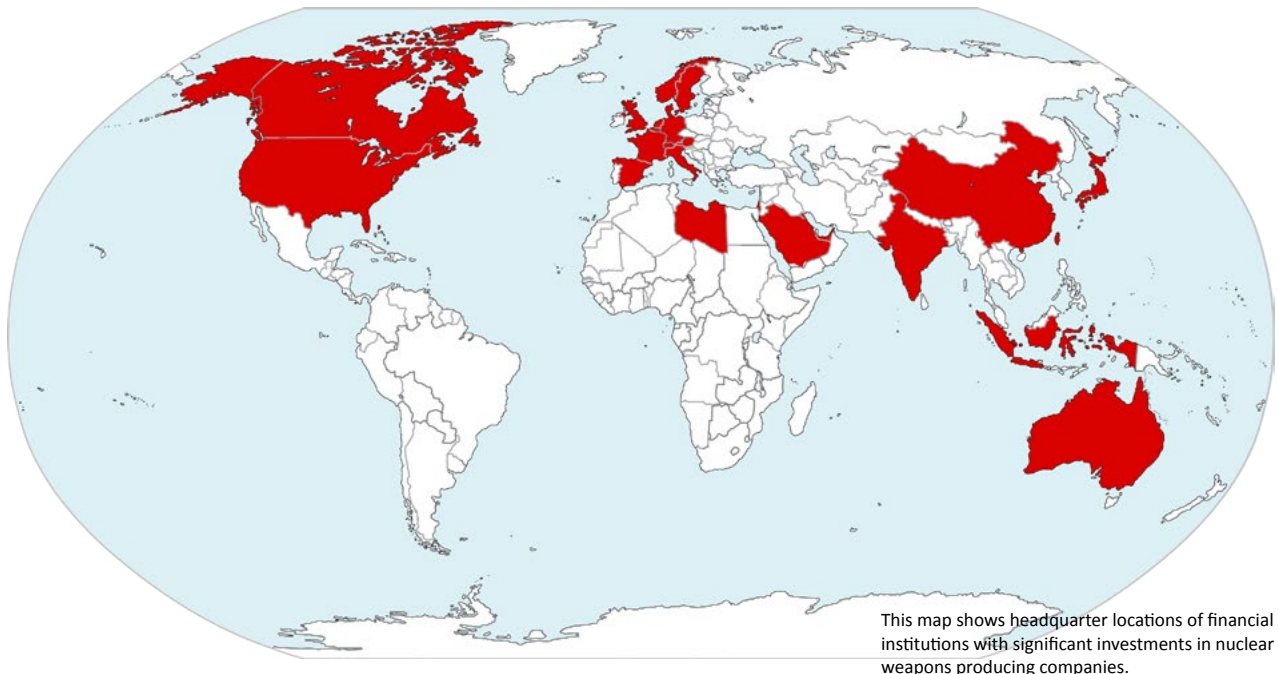 This map shows headquarter locations of financial
institutions with significant investments in nuclear
weapons producing companies.